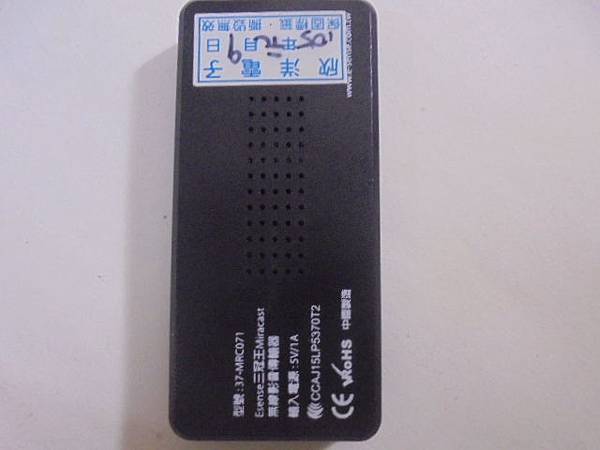 欣洋電子
105年 12月 9日
保固標籤‧撕毀無效
型號:37-MRC071
Esense三冠王Miracast
無線影音傳輸器
輸入電源:5V/1A
CCAJ15LP5370T2
CE RoHS 中國製造